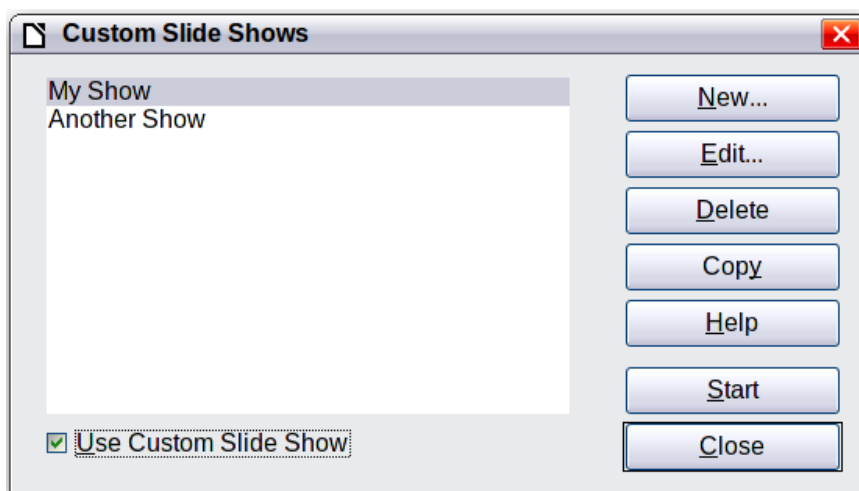 Custom Slide Shows
My Show
Another Show
New...
Edit...
Delete
Copy
Help
Start
Use Custom Slide Show
Close